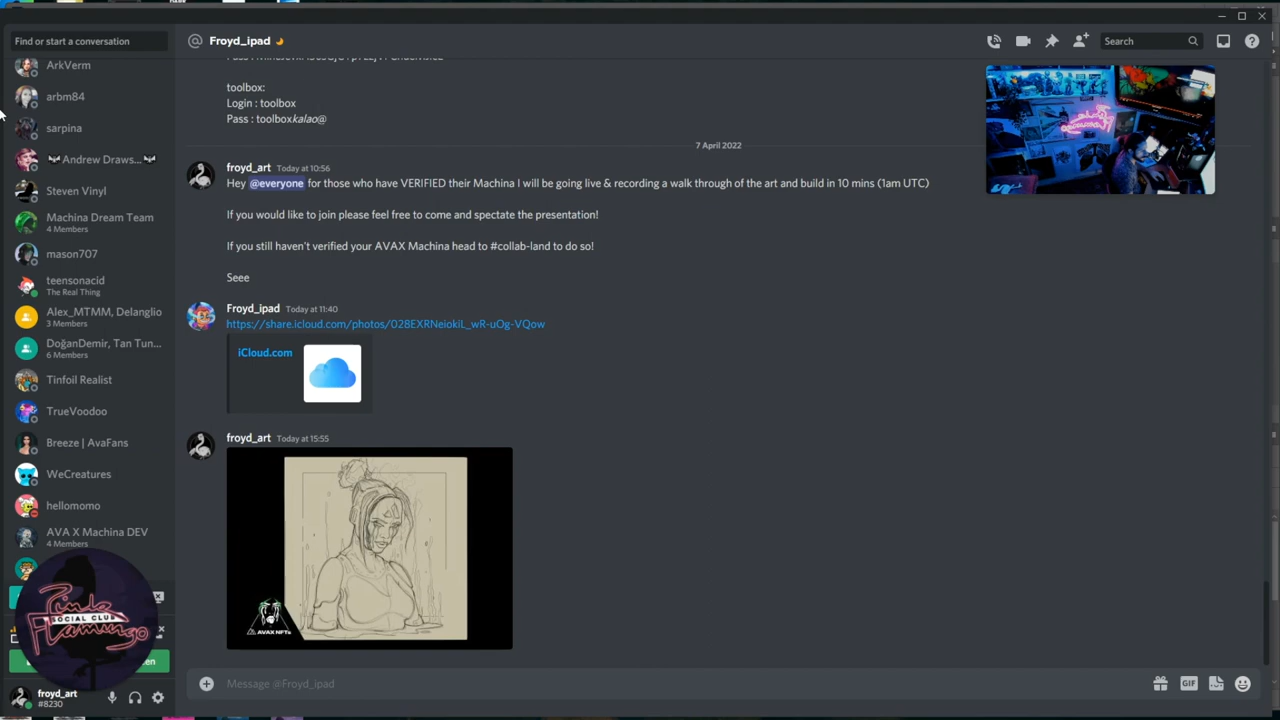 Find or start a conversation
@ Froyd_ipad
Search
ArkVerm
arbm84
sarpina
Andrew Draws...
Steven Vinyl
Machina Dream Team
4 Members
mason707
teensonacid
The Real Thing
Alex_MTMM, Delanglio
3 Members
DoğanDemir, Tan Tun...
6 Members
Tinfoil Realist
TrueVoodoo
Breeze | AvaFans
WeCreatures
hellomomo
AVA X Machina DEV
4 Members
Pinda
SOCIAL CLUB
Flamingo
froyd_art
#8230
toolbox:
Login : toolbox
Pass : toolboxkalao@
7 April 2022
froyd_art Today at 10:56
Hey @everyone for those who have VERIFIED their Machina I will be going live & recording a walk through of the art and build in 10 mins (1am UTC)
If you would like to join please feel free to come and spectate the presentation!
If you still haven't verified your AVAX Machina head to #collab-land to do so!
Seee
Froyd_ipad Today at 11:40
https://share.icloud.com/photos/028EXRNeiokiL_wR-uOg-VQow
iCloud.com
froyd_art Today at 15:55
AVAX NFTs
Message @Froyd_ipad
GIF